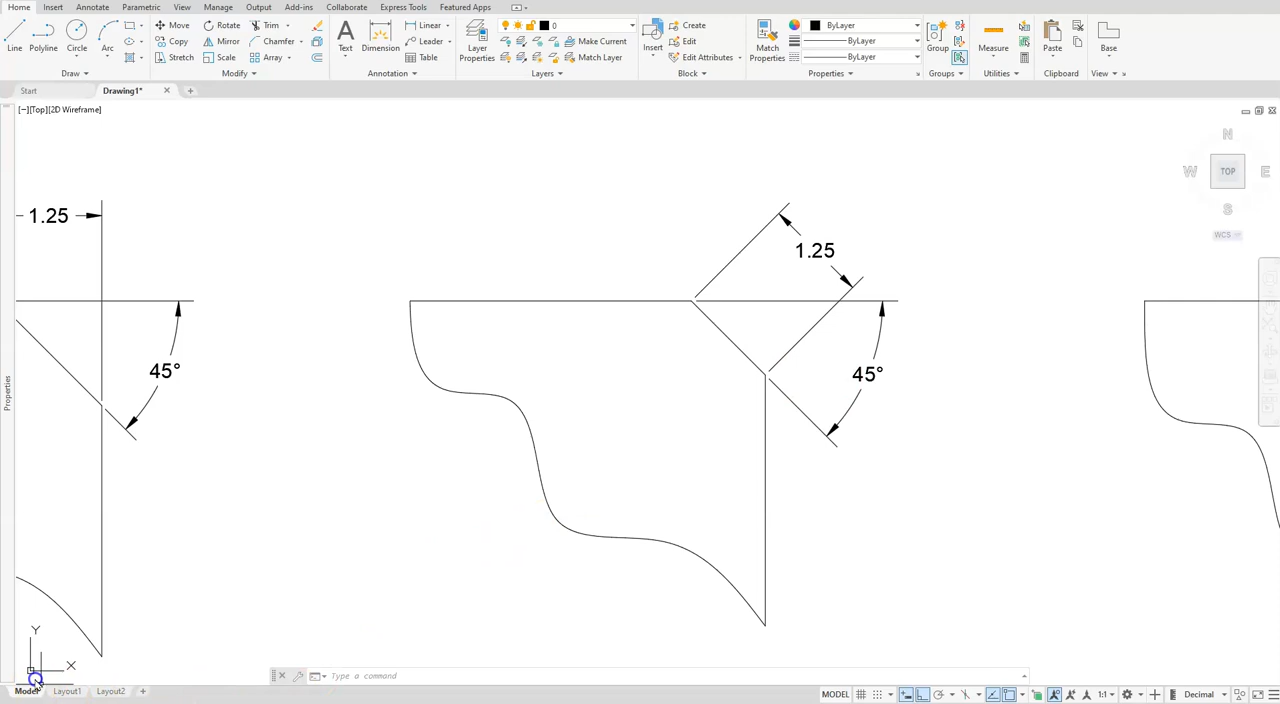 Home Insert Annotate Parametric View Manage Output Add-ins Collaborate Express Tools Featured Apps
Line Polyline Circle Arc
Move Rotate Trim
Copy Mirror Chamfer
Stretch Scale Array
Text Dimension
Linear
Leader
Table
Layer Properties
0
Make Current
Match Layer
Insert
Create
Edit
Edit Attributes
Match Properties
ByLayer
ByLayer
ByLayer
Group
Measure
Paste
Base
Draw Modify Annotation Layers Block Properties Groups Utilities Clipboard View
Start Drawing1*
[−][Top][2D Wireframe]
N
W TOP E
S
WCS
1.25
1.25
45°
45°
Properties
Y
X
Type a command
Model Layout1 Layout2
MODEL 1:1 Decimal